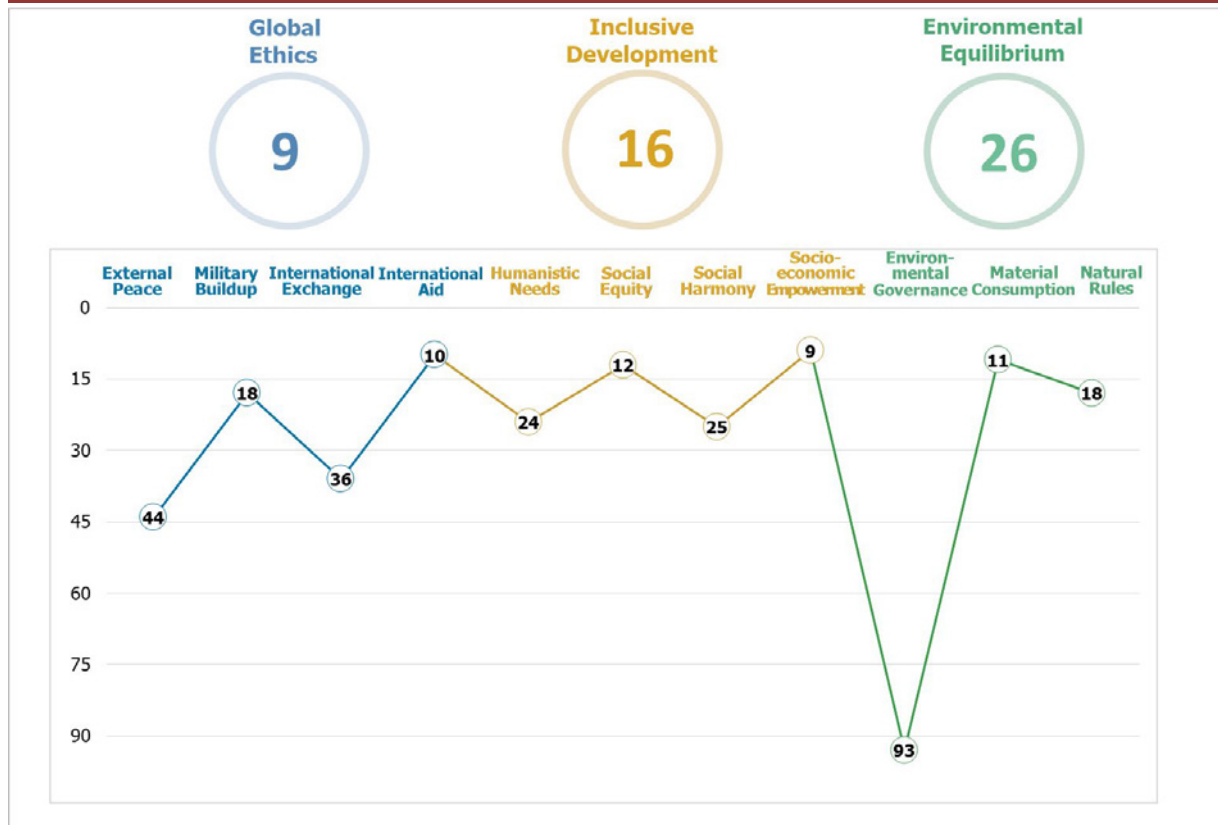 Global
Ethics
9
Inclusive
Development
16
Environmental
Equilibrium
26
External
Peace
Military
Buildup
International
Exchange
International
Aid
Humanistic
Needs
Social
Equity
Social
Harmony
Socio-
economic
Empowerment
Environ-
mental
Governance
Material
Consumption
Natural
Rules
0
15
30
45
60
75
90
44
18
36
10
24
12
25
9
93
11
18